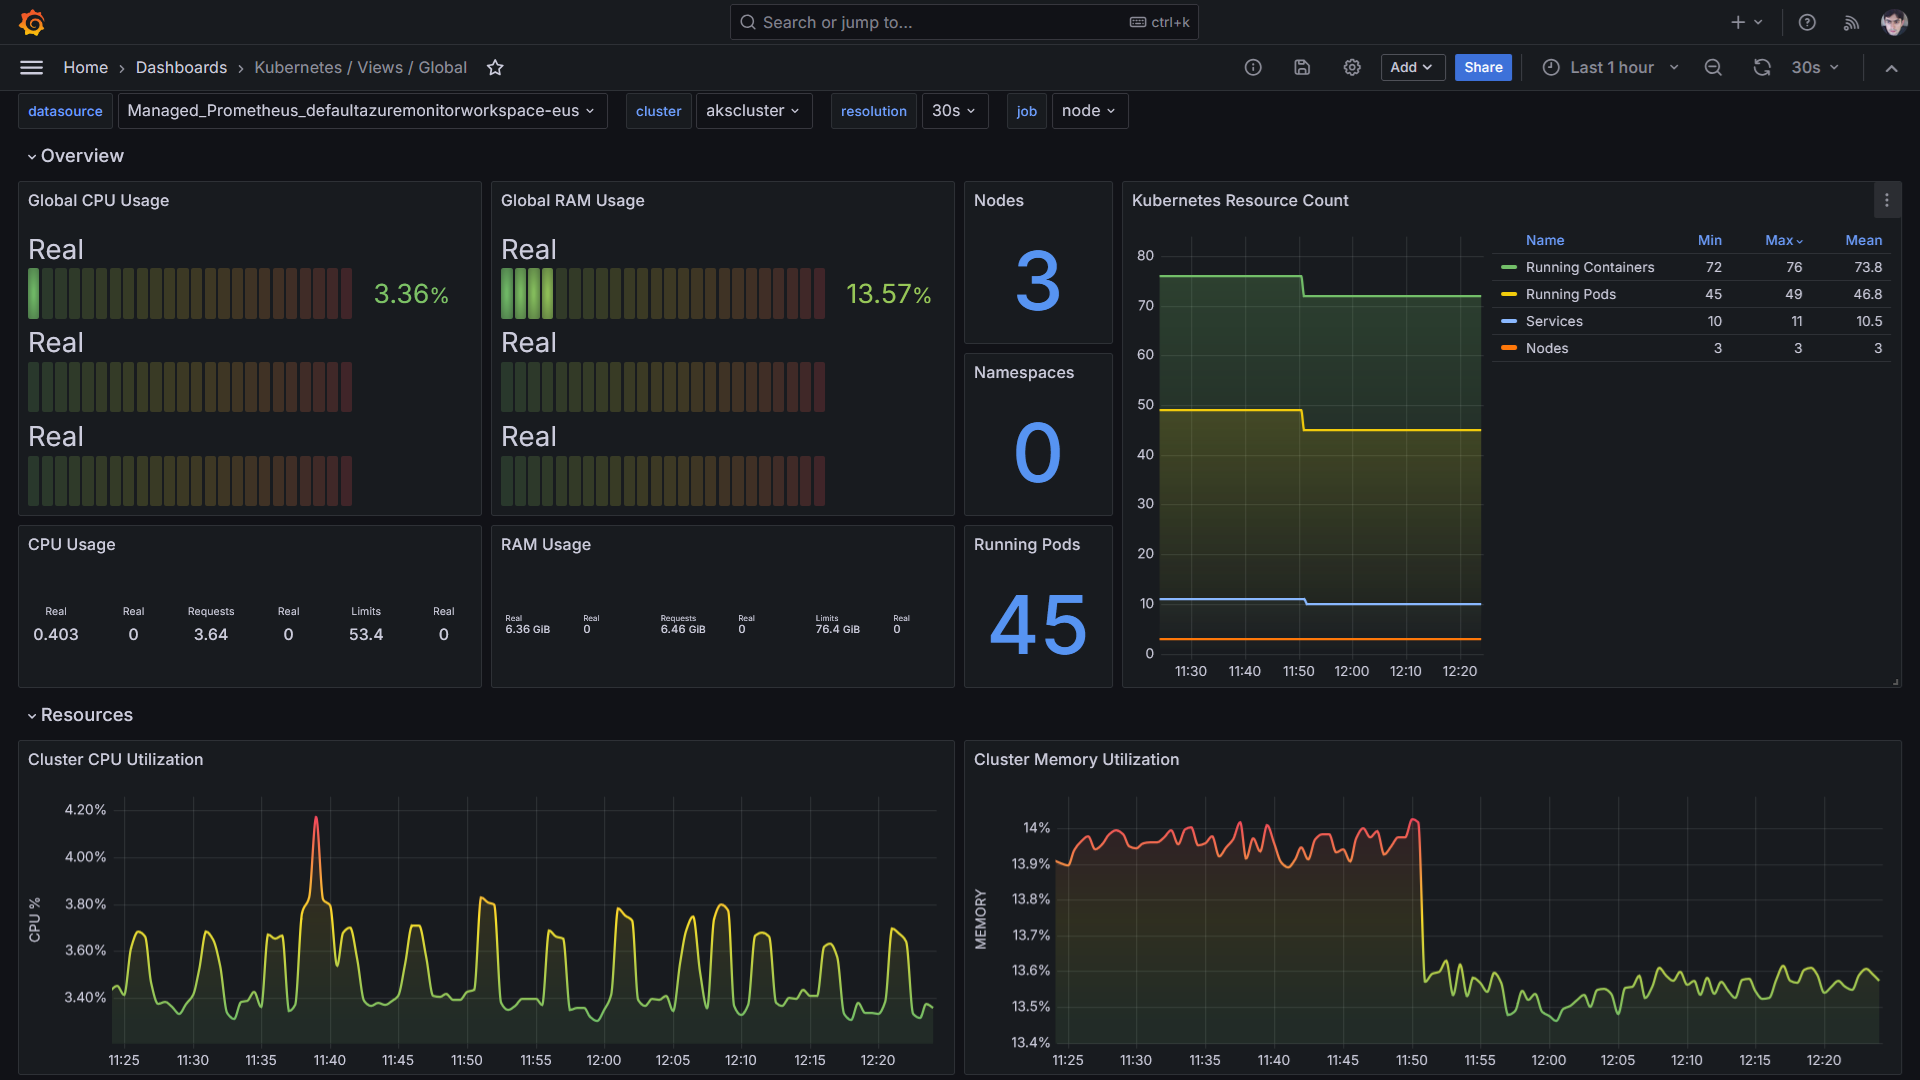 Search or jump to...
ctrl+k
Home › Dashboards › Kubernetes / Views / Global
Add
Share
Last 1 hour
30s
datasource
Managed_Prometheus_defaultazuremonitorworkspace-eus
cluster
akscluster
resolution
30s
job
node
Overview
Global CPU Usage
Real
3.36%
Real
Real
Global RAM Usage
Real
13.57%
Real
Real
Nodes
3
Namespaces
0
Kubernetes Resource Count
80
70
60
50
40
30
20
10
0
11:30 11:40 11:50 12:00 12:10 12:20
Name Min Max Mean
Running Containers 72 76 73.8
Running Pods 45 49 46.8
Services 10 11 10.5
Nodes 3 3 3
CPU Usage
Real Real Requests Real Limits Real
0.403 0 3.64 0 53.4 0
RAM Usage
Real Real Requests Real Limits Real
6.36 GiB 0 6.46 GiB 0 76.4 GiB 0
Running Pods
45
Resources
Cluster CPU Utilization
CPU %
4.20%
4.00%
3.80%
3.60%
3.40%
11:25 11:30 11:35 11:40 11:45 11:50 11:55 12:00 12:05 12:10 12:15 12:20
Cluster Memory Utilization
MEMORY
14%
13.9%
13.8%
13.7%
13.6%
13.5%
13.4%
11:25 11:30 11:35 11:40 11:45 11:50 11:55 12:00 12:05 12:10 12:15 12:20